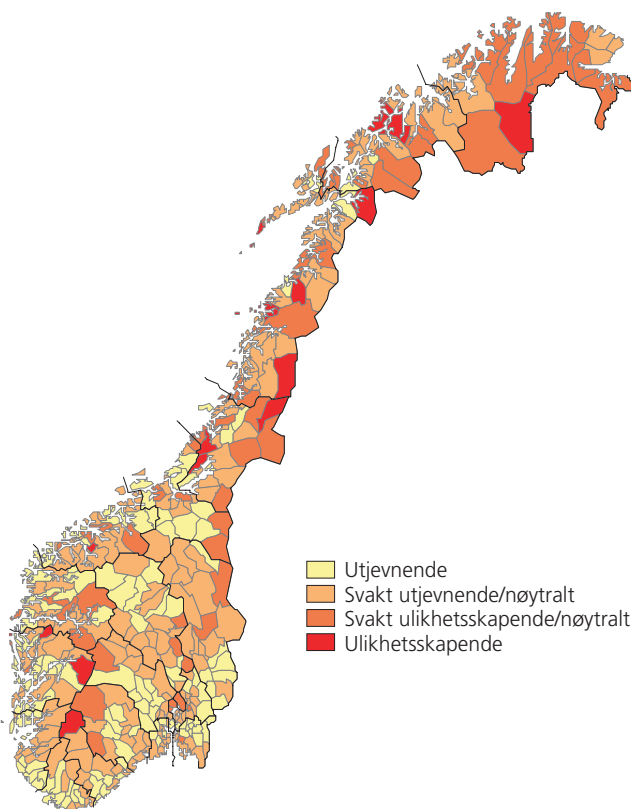 Utjevnende
Svakt utjevnende/nøytralt
Svakt ulikhetsskapende/nøytralt
Ulikhetsskapende